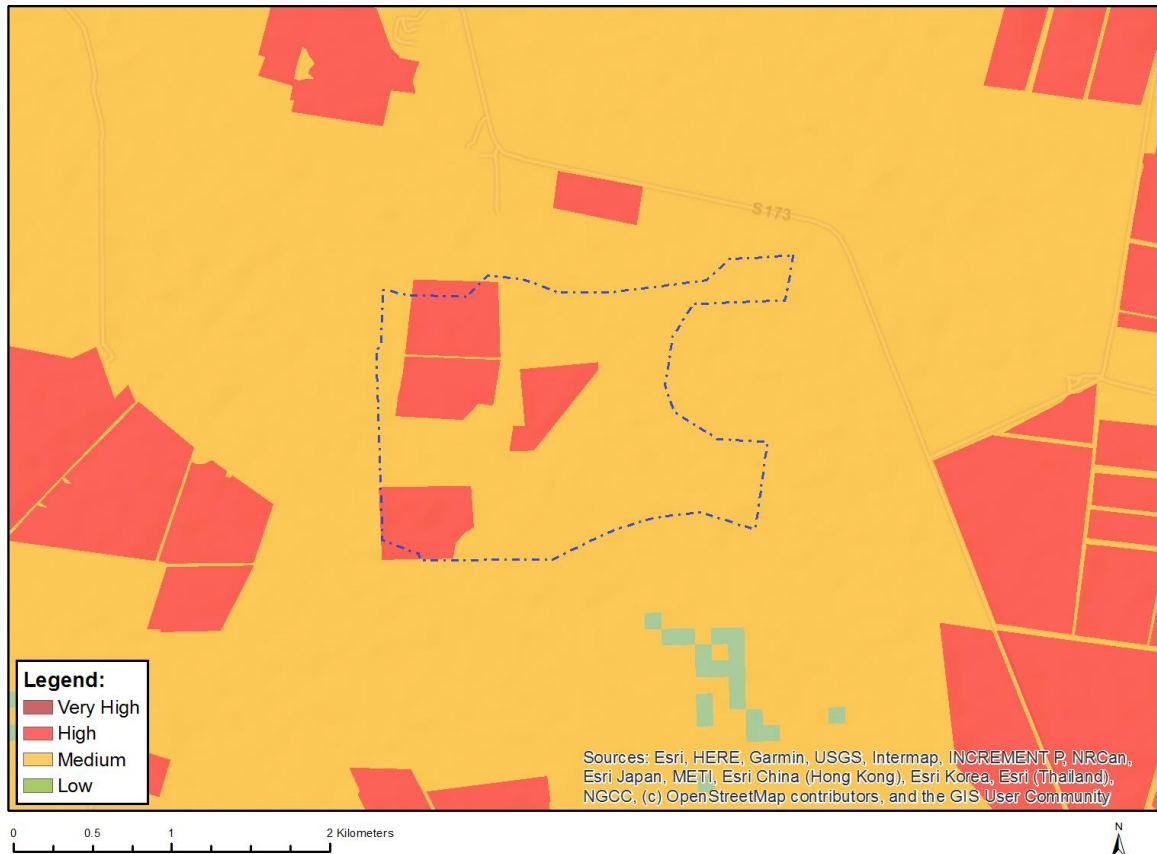 S173
Legend:
Very High
High
Medium
Low
Sources: Esri, HERE, Garmin, USGS, Intermap, INCREMENT P, NRCan,
Esri Japan, METI, Esri China (Hong Kong), Esri Korea, Esri (Thailand),
NGCC, (c) OpenStreetMap contributors, and the GIS User Community
0 0.5 1 2 Kilometers
N